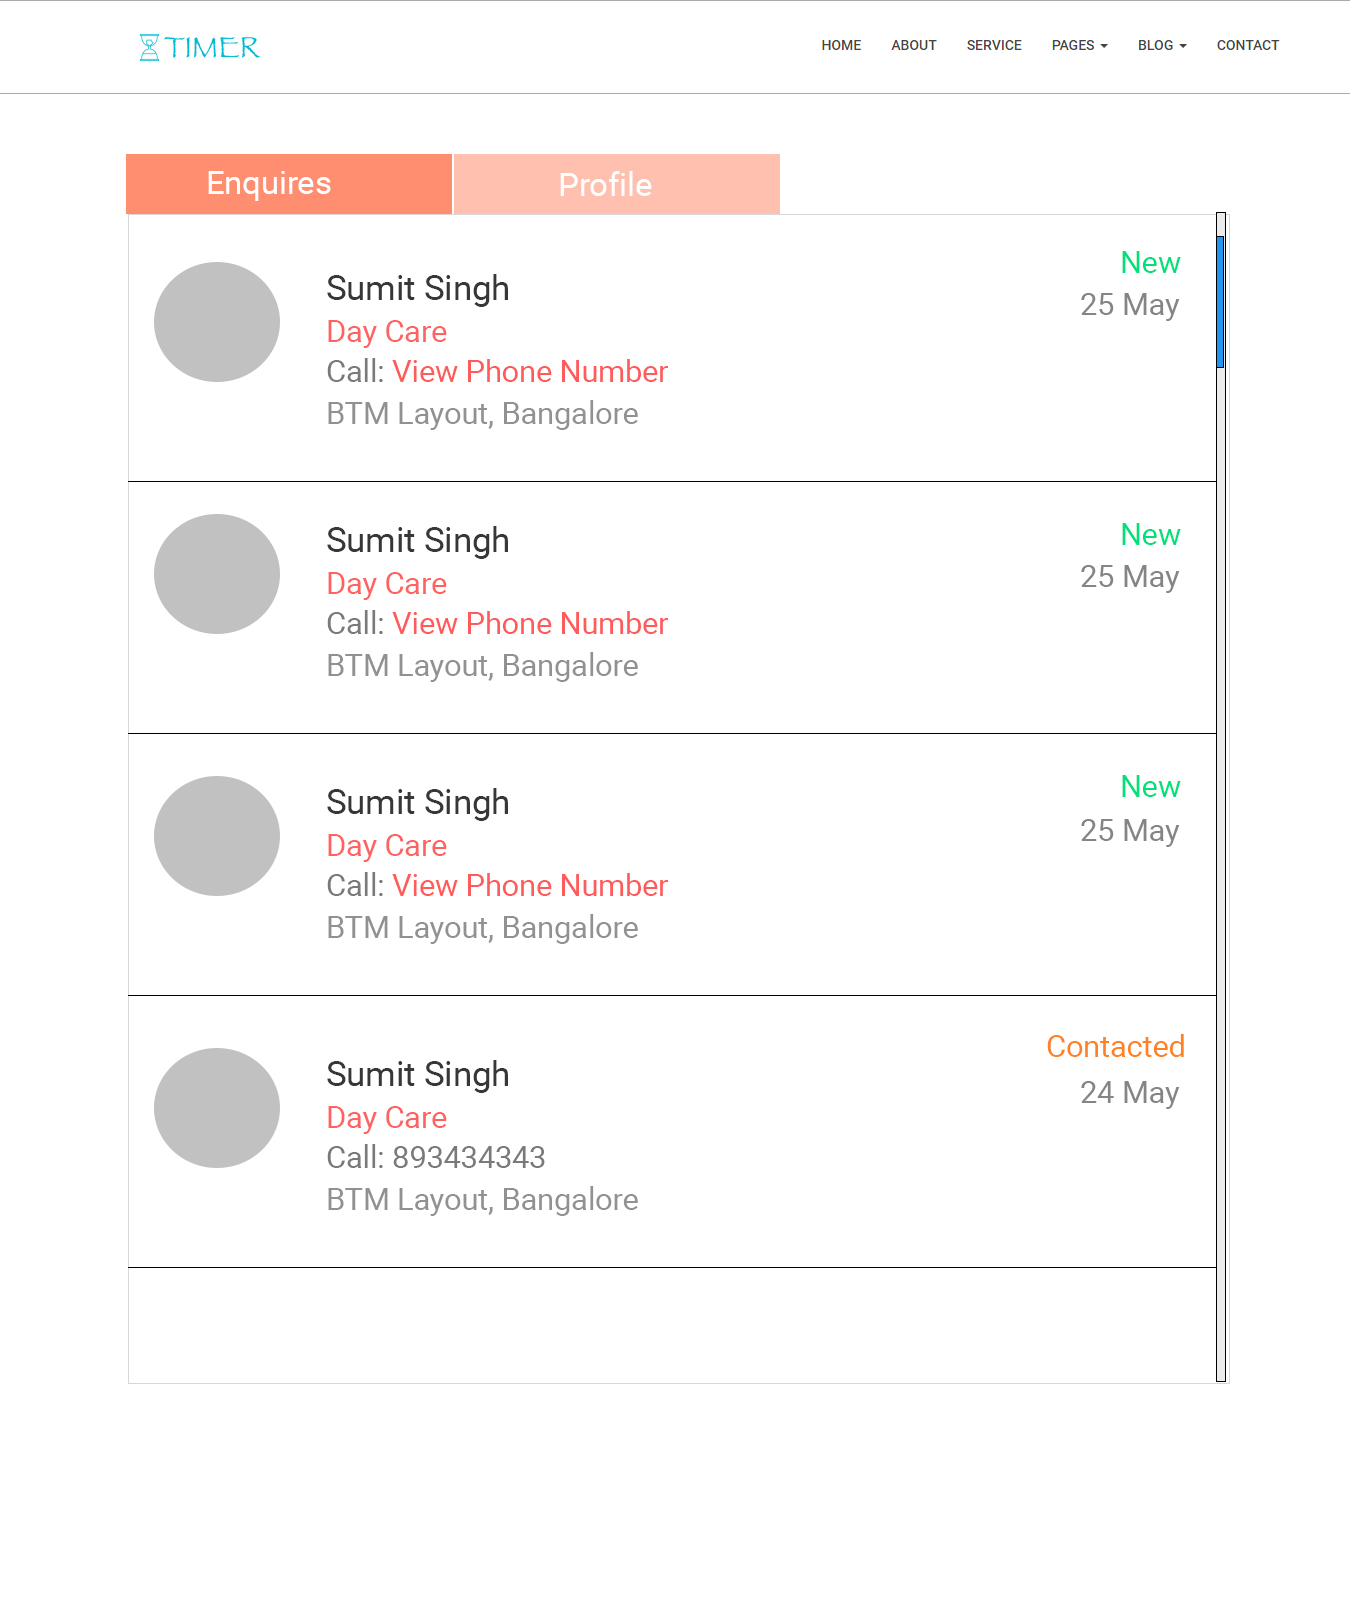 TIMER
HOME ABOUT SERVICE PAGES BLOG CONTACT
Enquires Profile
Sumit Singh
Day Care
Call: View Phone Number
BTM Layout, Bangalore
New
25 May
Sumit Singh
Day Care
Call: View Phone Number
BTM Layout, Bangalore
New
25 May
Sumit Singh
Day Care
Call: View Phone Number
BTM Layout, Bangalore
New
25 May
Sumit Singh
Day Care
Call: 893434343
BTM Layout, Bangalore
Contacted
24 May